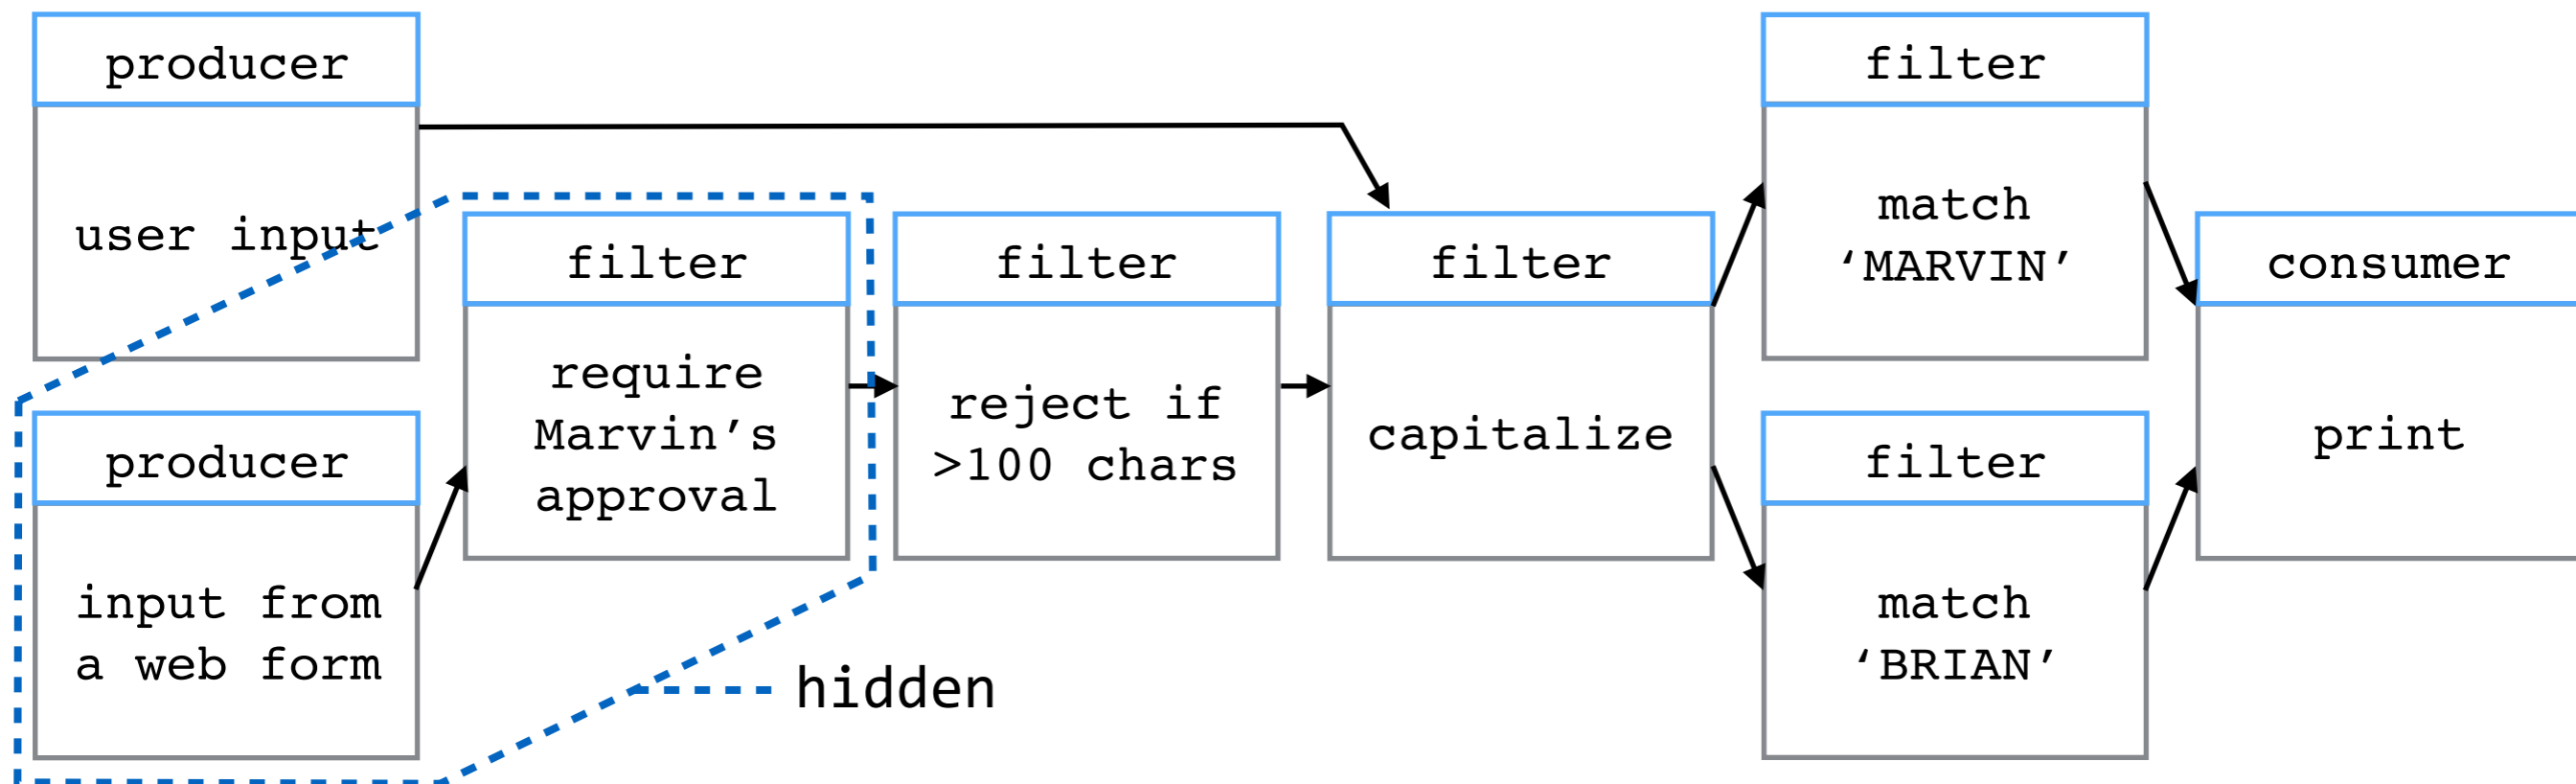 producer
user input
producer
input from
a web form
filter
require
Marvin’s
approval
filter
reject if
>100 chars
filter
capitalize
filter
match
‘MARVIN’
filter
match
‘BRIAN’
consumer
print
hidden